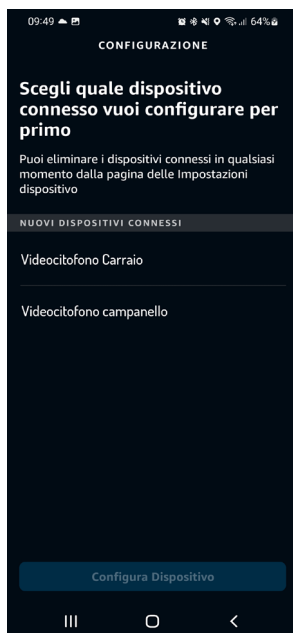 09:49 64%
CONFIGURAZIONE
Scegli quale dispositivo
connesso vuoi configurare per
primo
Puoi eliminare i dispositivi connessi in qualsiasi
momento dalla pagina delle Impostazioni
dispositivo
NUOVI DISPOSITIVI CONNESSI
Videocitofono Carraio
Videocitofono campanello
Configura Dispositivo